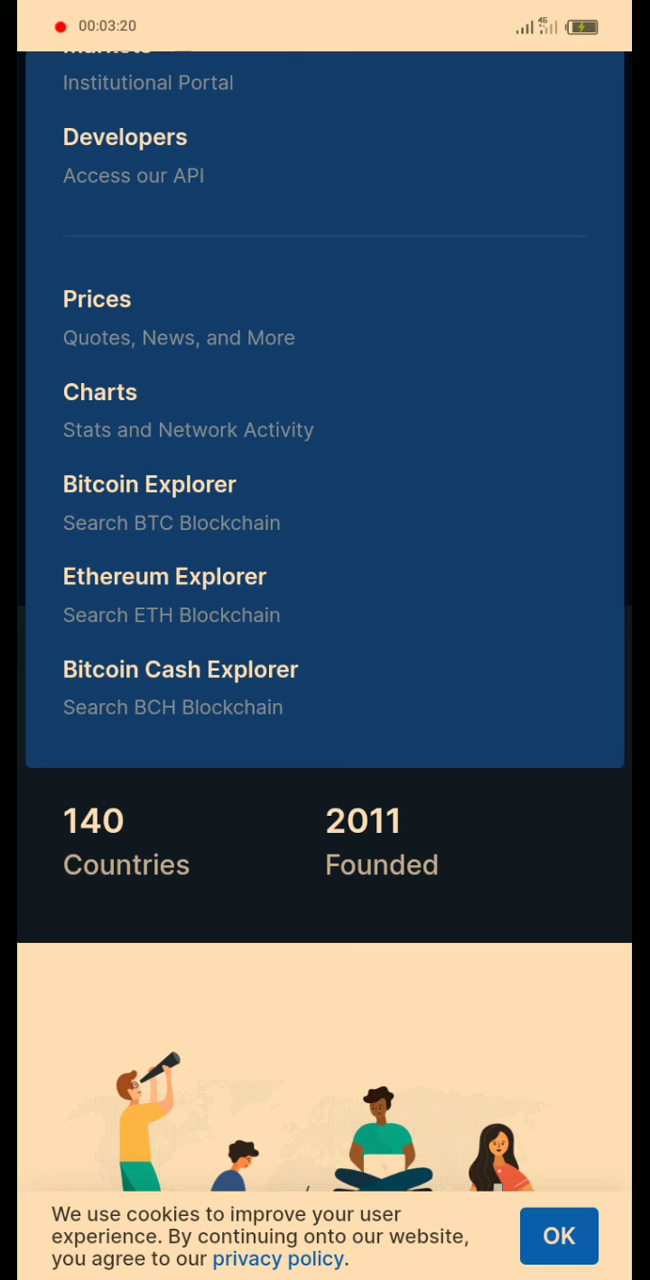 00:03:20
4G
Institutional Portal
Developers
Access our API
Prices
Quotes, News, and More
Charts
Stats and Network Activity
Bitcoin Explorer
Search BTC Blockchain
Ethereum Explorer
Search ETH Blockchain
Bitcoin Cash Explorer
Search BCH Blockchain
140 2011
Countries Founded
We use cookies to improve your user
experience. By continuing onto our website,
you agree to our privacy policy.
OK